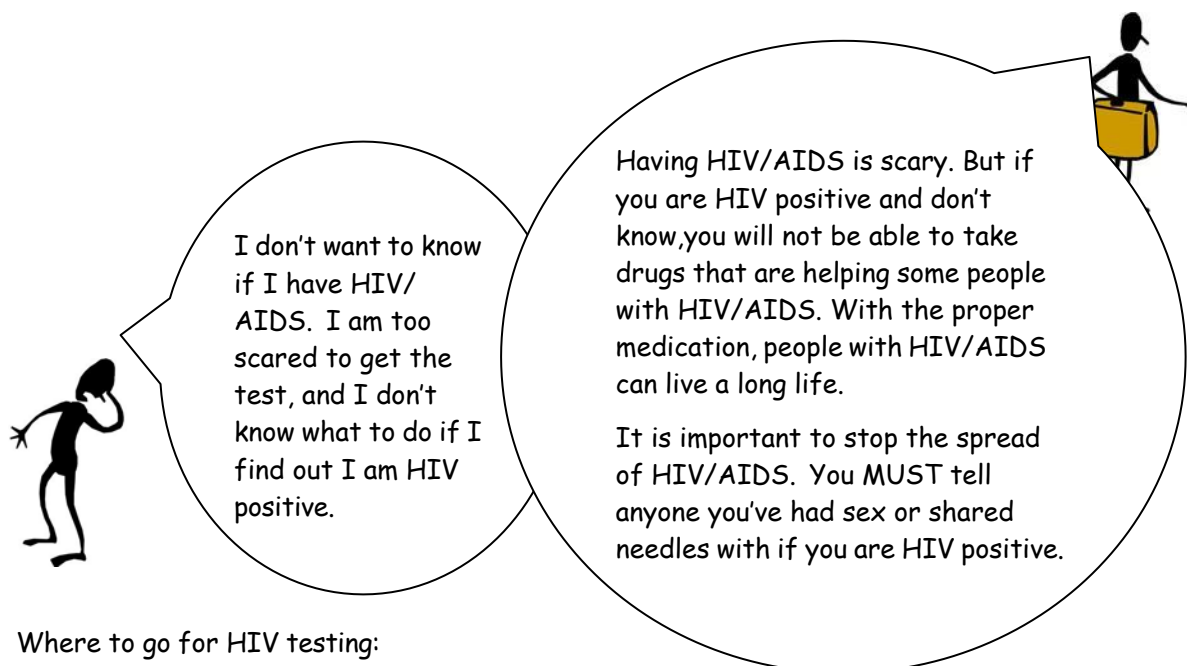 I don't want to know
if I have HIV/
AIDS. I am too
scared to get the
test, and I don't
know what to do if I
find out I am HIV
positive.
Having HIV/AIDS is scary. But if
you are HIV positive and don't
know,you will not be able to take
drugs that are helping some people
with HIV/AIDS. With the proper
medication, people with HIV/AIDS
can live a long life.
It is important to stop the spread
of HIV/AIDS. You MUST tell
anyone you've had sex or shared
needles with if you are HIV positive.
Where to go for HIV testing: